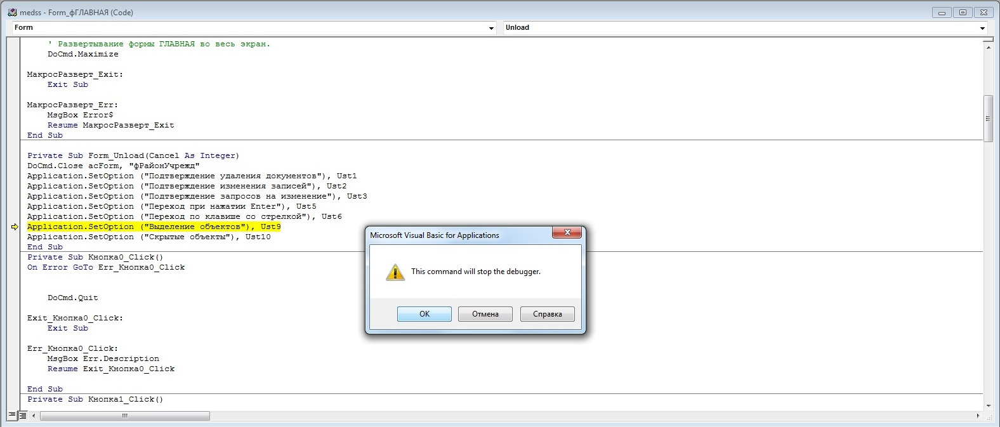 medss - Form_фГЛАВНАЯ (Code)
Form
Unload
' Развертывание формы ГЛАВНАЯ во весь экран.
DoCmd.Maximize
МакросРазверт_Exit:
Exit Sub
МакросРазверт_Err:
MsgBox Error$
Resume МакросРазверт_Exit
End Sub
Private Sub Form_Unload(Cancel As Integer)
DoCmd.Close acForm, "фРайонУчрежд"
Application.SetOption ("Подтверждение удаления документов"), Ust1
Application.SetOption ("Подтверждение изменения записей"), Ust2
Application.SetOption ("Подтверждение запросов на изменение"), Ust3
Application.SetOption ("Переход при нажатии Enter"), Ust5
Application.SetOption ("Переход по клавише со стрелкой"), Ust6
Application.SetOption ("Выделение объектов"), Ust9
Application.SetOption ("Скрытые объекты"), Ust10
End Sub
Private Sub Кнопка0_Click()
On Error GoTo Err_Кнопка0_Click
DoCmd.Quit
Exit_Кнопка0_Click:
Exit Sub
Err_Кнопка0_Click:
MsgBox Err.Description
Resume Exit_Кнопка0_Click
End Sub
Private Sub Кнопка1_Click()
Microsoft Visual Basic for Applications
This command will stop the debugger.
OK
Отмена
Справка